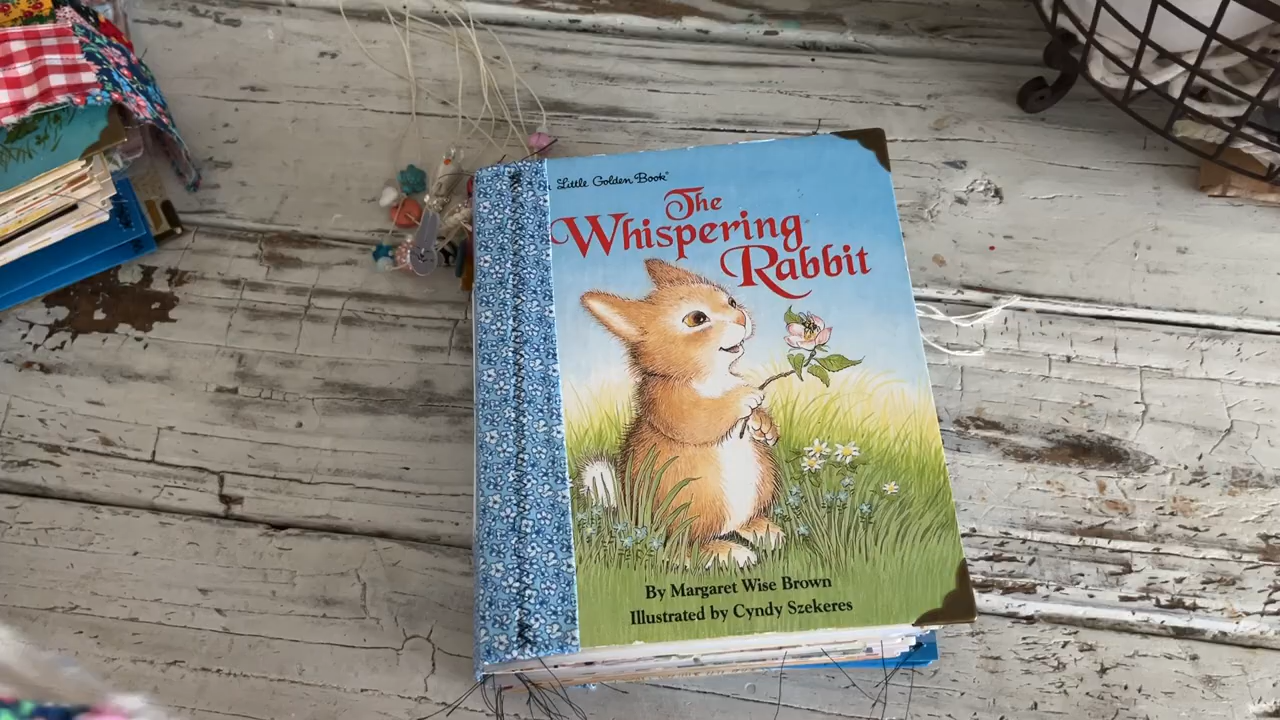 Little Golden Book®
The
Whispering
Rabbit
By Margaret Wise Brown
Illustrated by Cyndy Szekeres